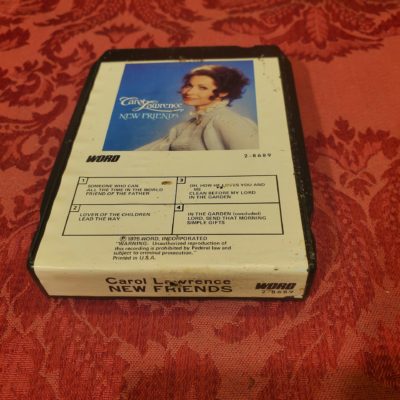 Carol Lawrence
NEW FRIENDS
WORD
2-8689
1
SOMEONE WHO CAN
ALL THE TIME IN THE WORLD
FRIEND OF THE FATHER
3
OH, HOW HE LOVES YOU AND
ME
CLEAN BEFORE MY LORD
IN THE GARDEN
2
LOVER OF THE CHILDREN
LEAD THE WAY
4
IN THE GARDEN (concluded)
LORD, SEND THAT MORNING
SIMPLE GIFTS
WORD, INCORPORATED
"WARNING: Unauthorized reproduction of
this recording is prohibited by Federal law and
subject to criminal prosecution."
Printed in U.S.A.
Carol Lawrence
NEW FRIENDS
WORD
2-8689